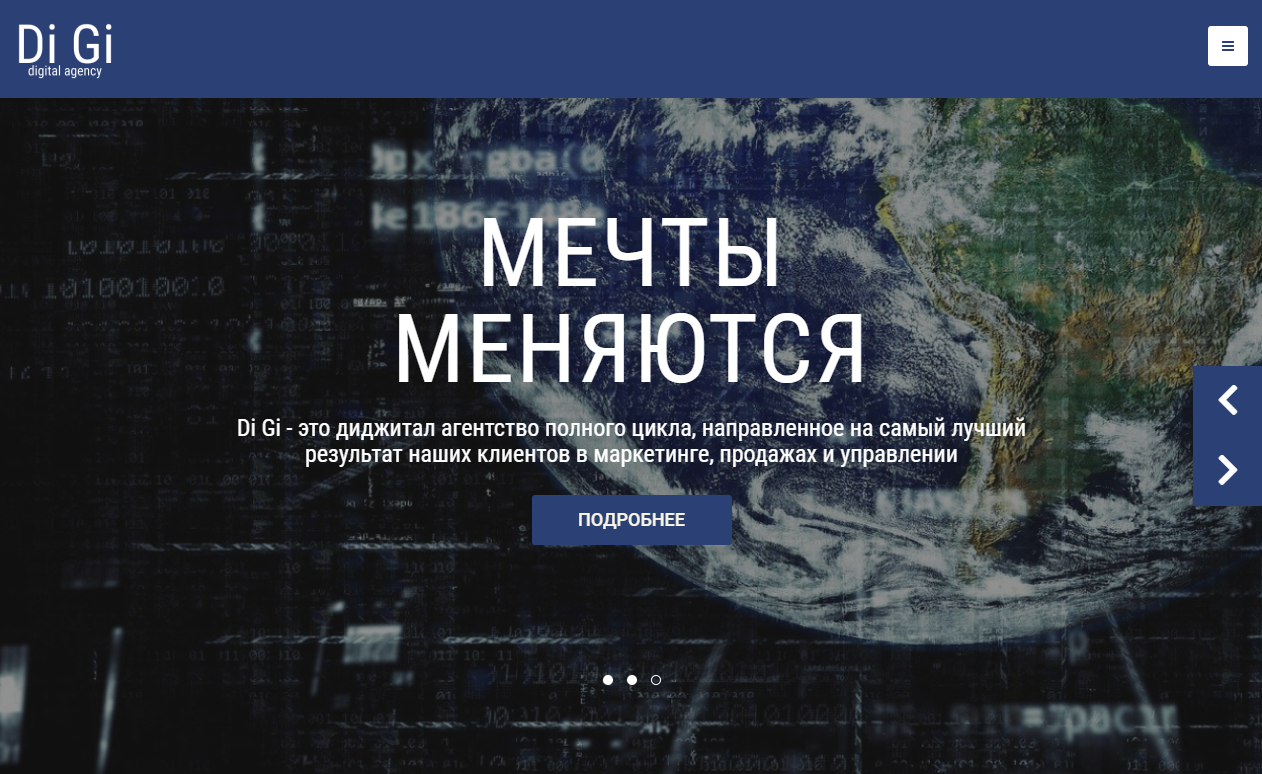 Di Gi
digital agency
МЕЧТЫ
МЕНЯЮТСЯ
Di Gi - это диджитал агентство полного цикла, направленное на самый лучший
результат наших клиентов в маркетинге, продажах и управлении
ПОДРОБНЕЕ